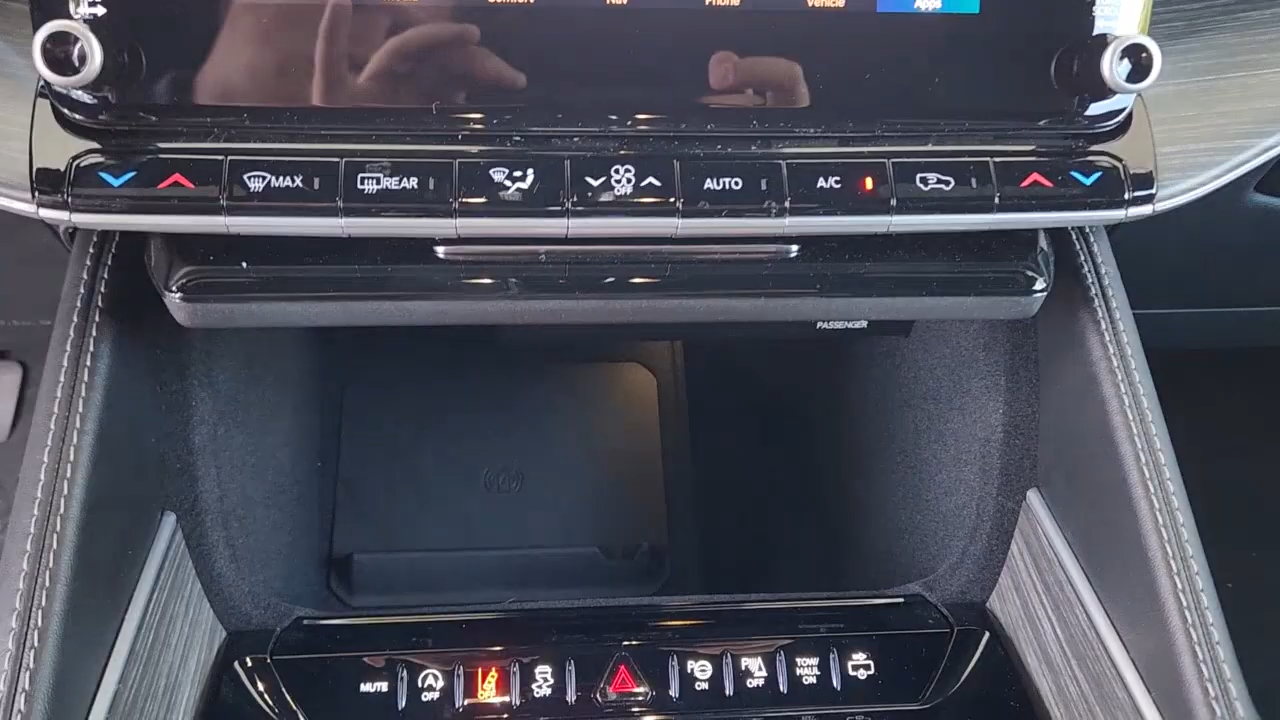 Nav
Phone
Vehicle
Apps
MAX
REAR
OFF
AUTO
A/C
PASSENGER
MUTE
OFF
OFF
P
ON
P
OFF
TOW/
HAUL
ON